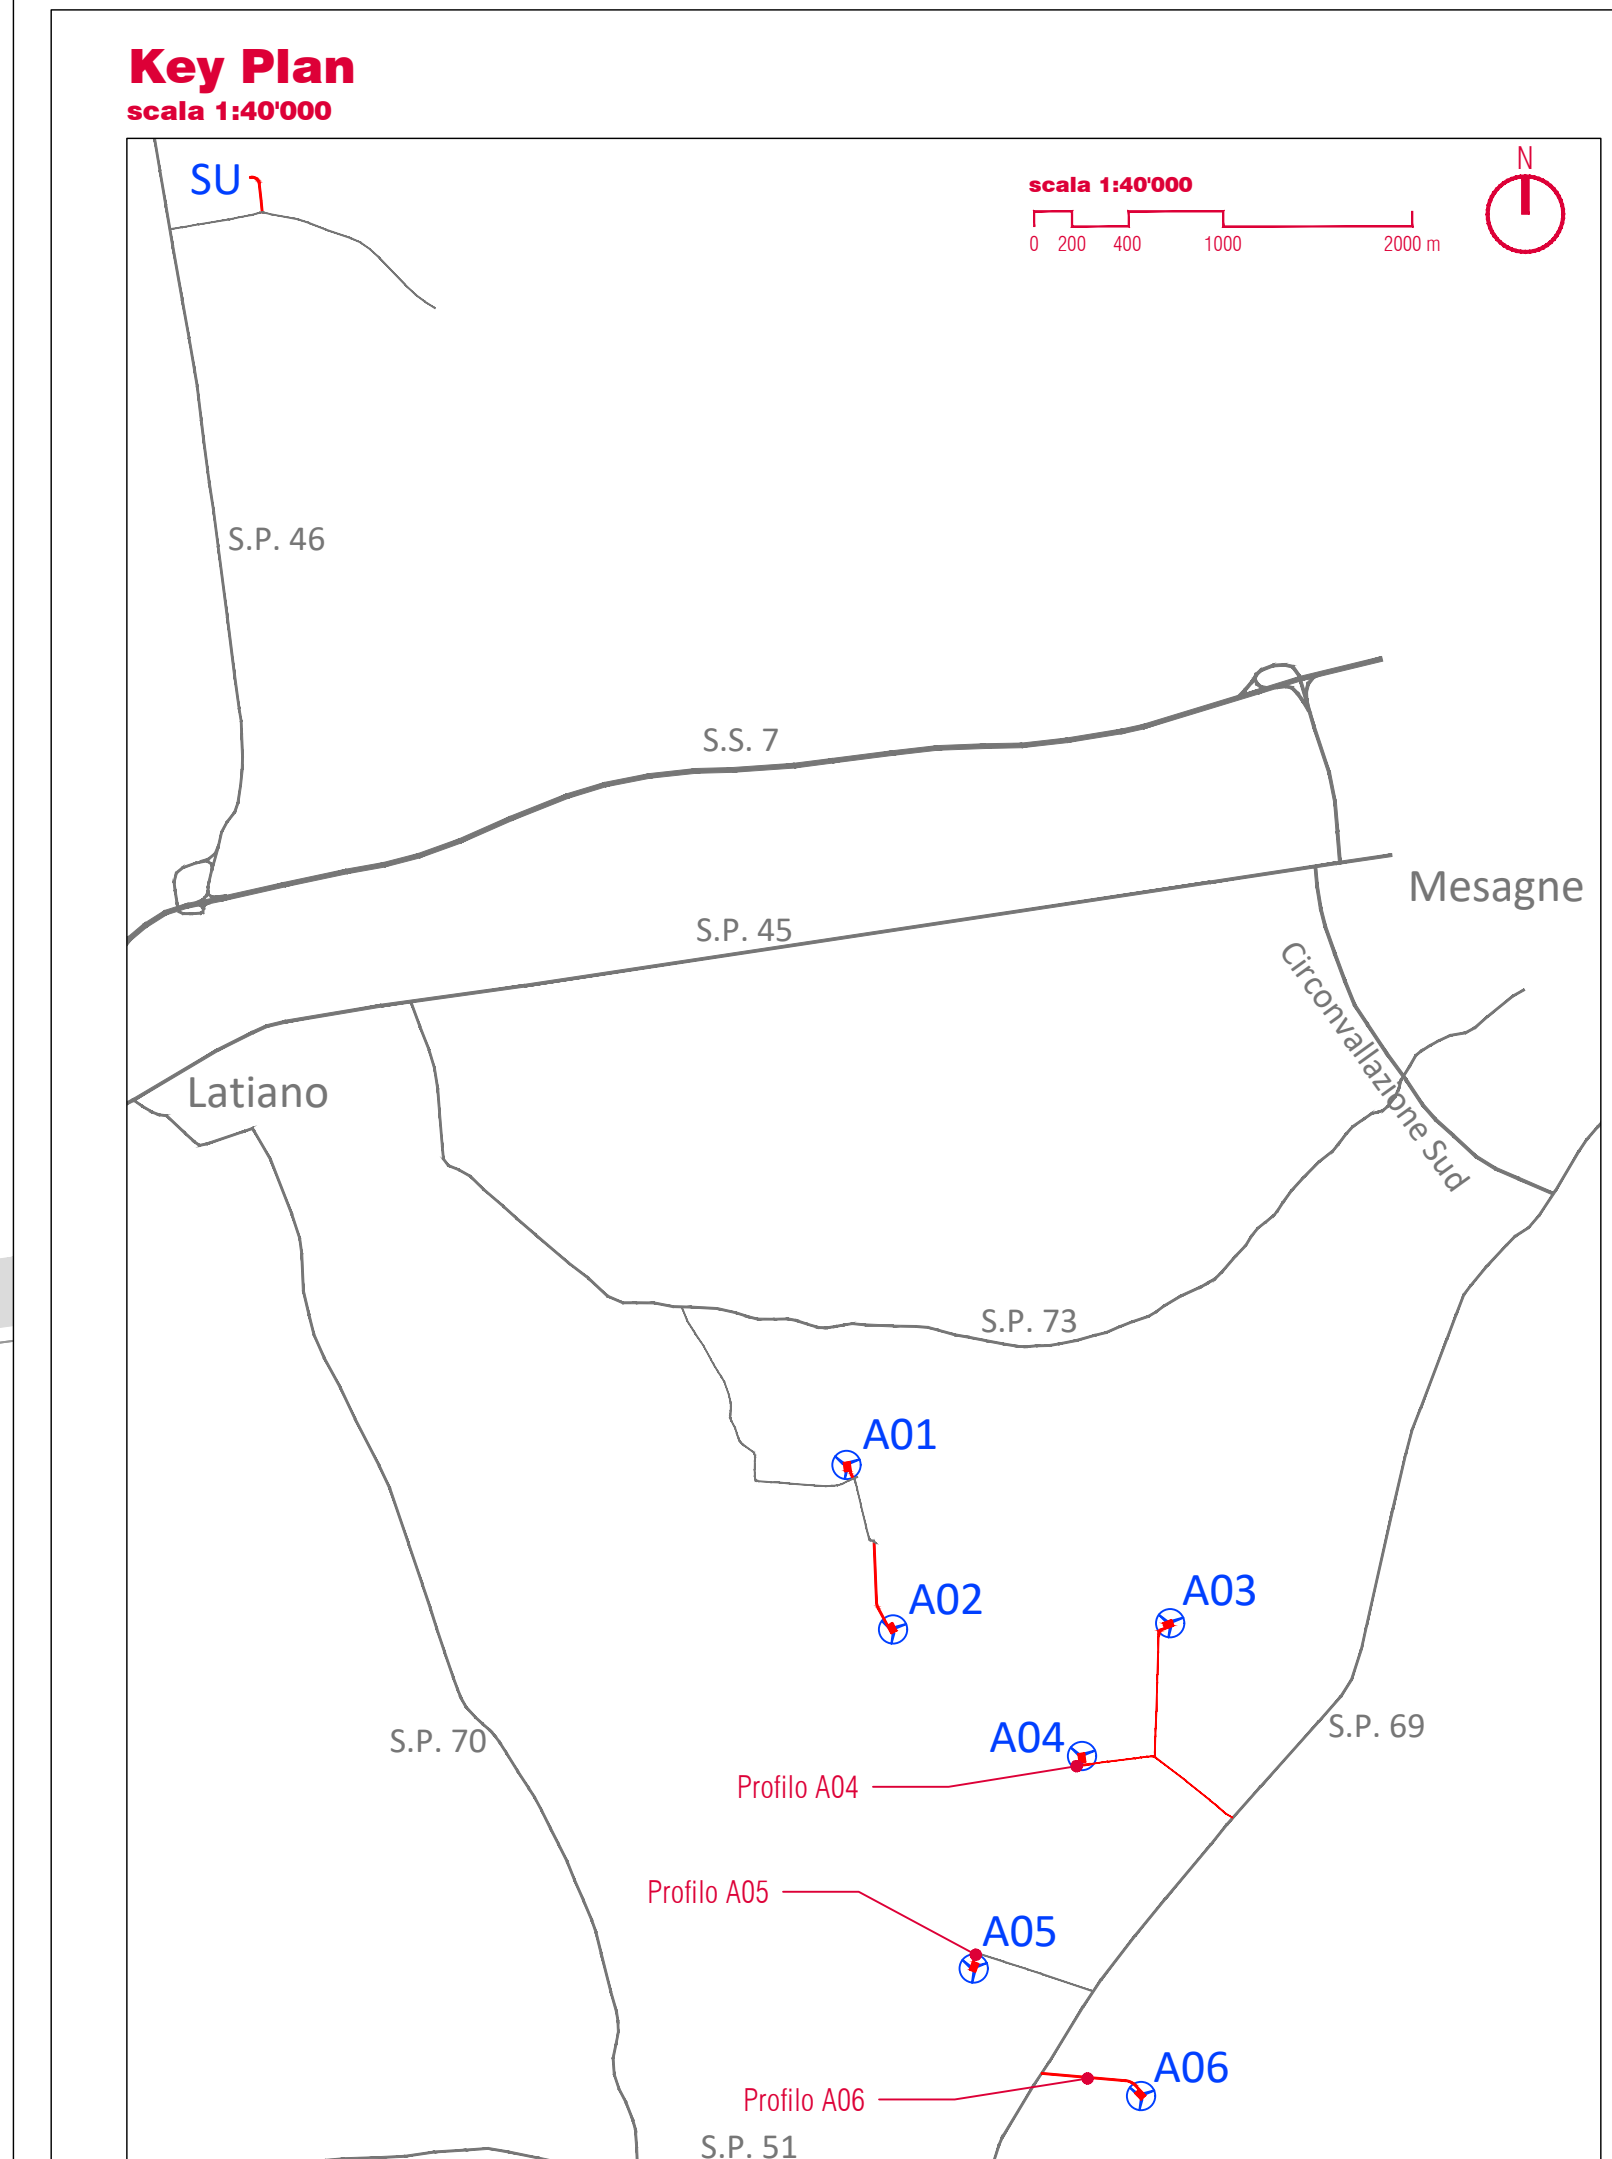 Key Plan
scala 1:40'000
SU
scala 1:40'000
0 200 400 1000 2000 m
N
S.P. 46
S.S. 7
Mesagne
S.P. 45
Circonvallazione Sud
Latiano
S.P. 73
A01
A02
A03
S.P. 70
A04
S.P. 69
Profilo A04
Profilo A05
A05
A06
Profilo A06
S.P. 51